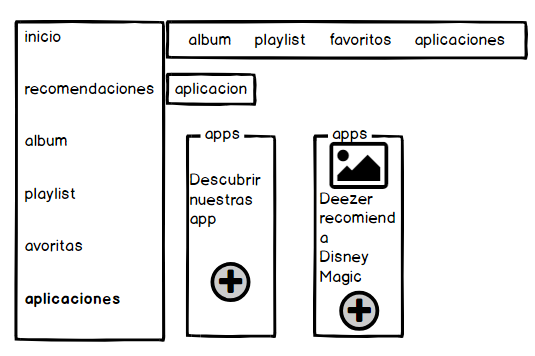 inicio
recomendaciones
album
playlist
avoritas
aplicaciones
album playlist favoritos aplicaciones
aplicacion
apps
Descubrir
nuestras
app
apps
Deezer
recomiend
a
Disney
Magic